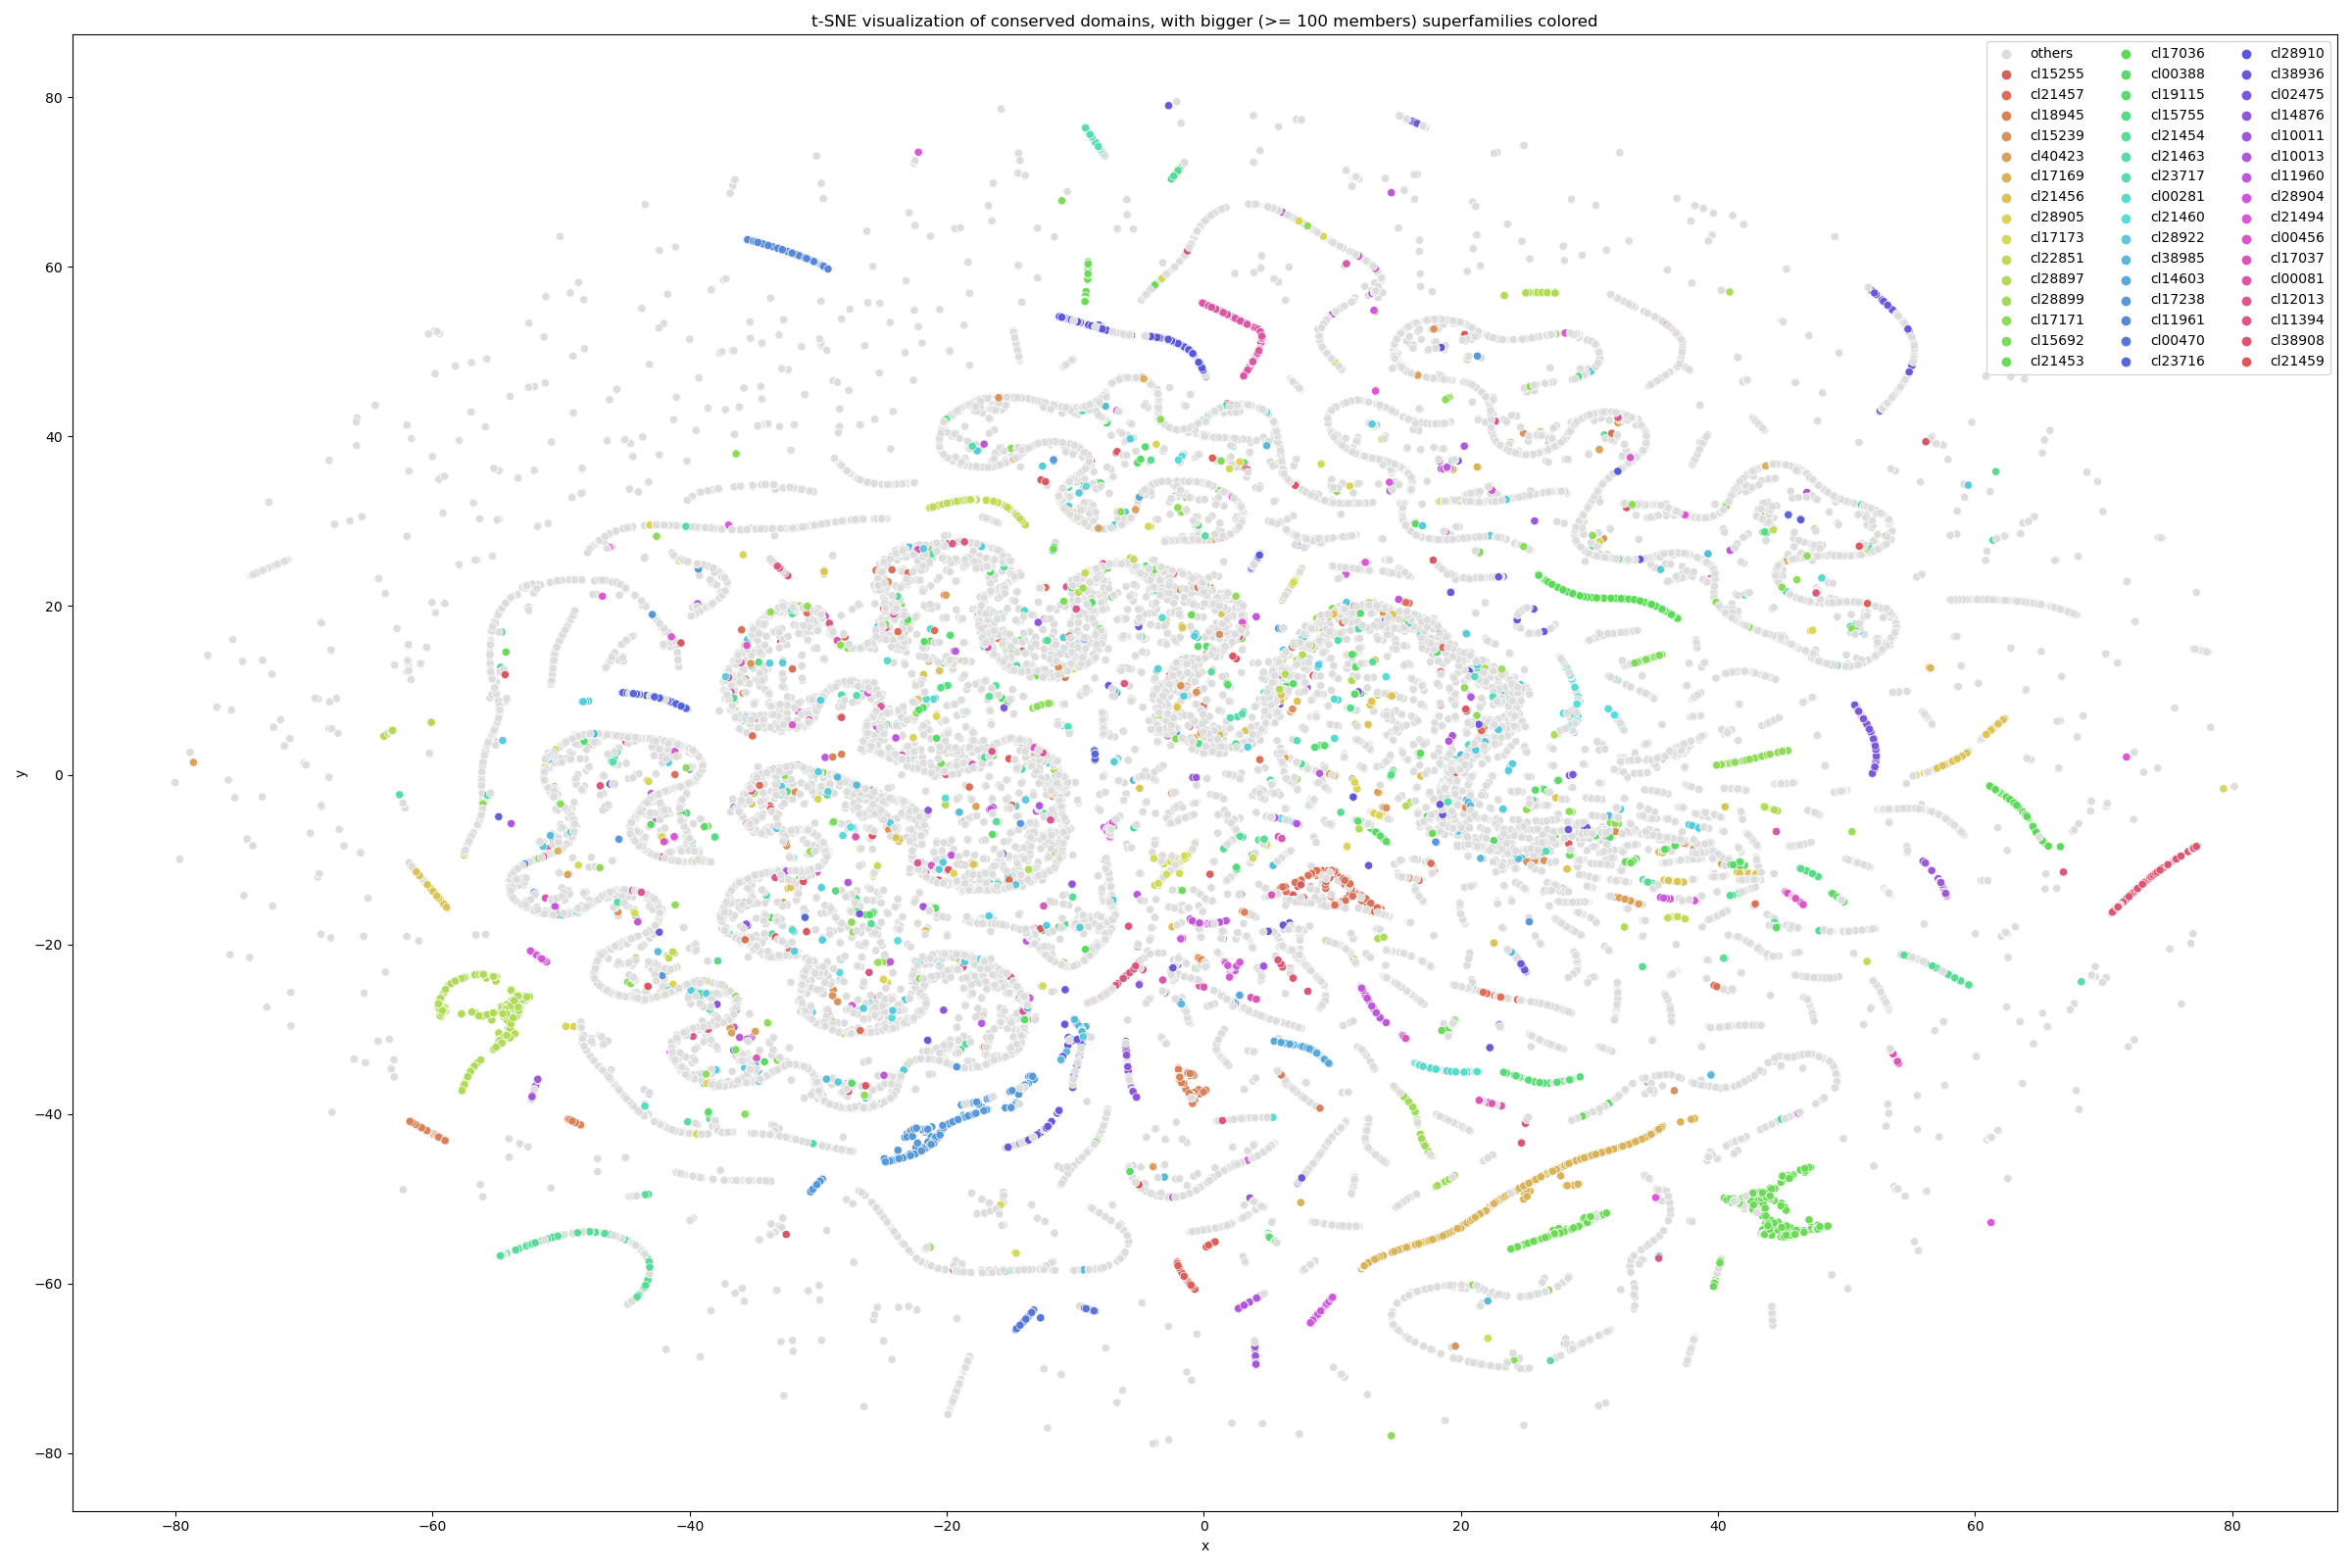 t-SNE visualization of conserved domains, with bigger (>= 100 members) superfamilies colored
others cl17036 cl28910
cl15255 cl00388 cl38936
cl21457 cl19115 cl02475
cl18945 cl15755 cl14876
cl15239 cl21454 cl10011
cl40423 cl21463 cl10013
cl17169 cl23717 cl11960
cl21456 cl00281 cl28904
cl28905 cl21460 cl21494
cl17173 cl28922 cl00456
cl22851 cl38985 cl17037
cl28897 cl14603 cl00081
cl28899 cl17238 cl12013
cl17171 cl11961 cl11394
cl15692 cl00470 cl38908
cl21453 cl23716 cl21459
80
60
40
20
0
−20
−40
−60
−80
y
−80 −60 −40 −20 0 20 40 60 80
x